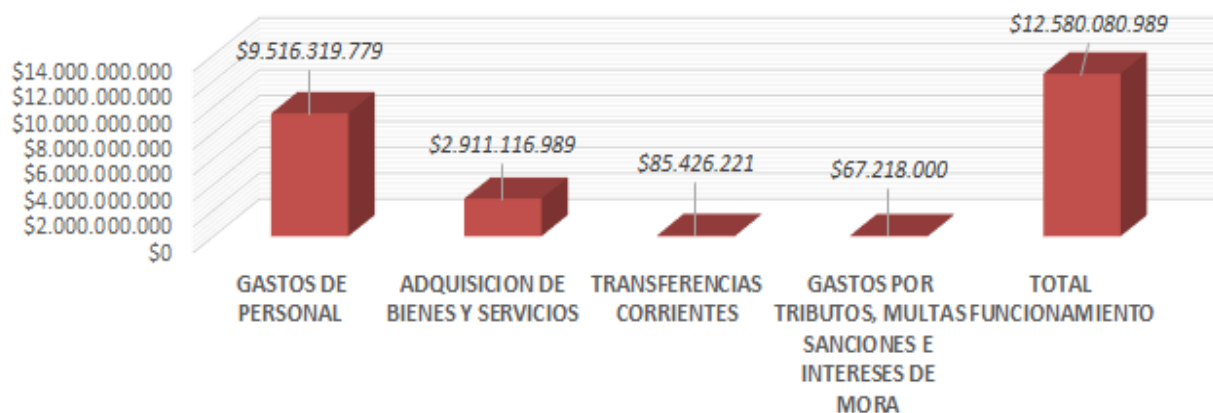 $12.580.080.989
$9.516.319.779
$14.000.000.000
$12.000.000.000
$10.000.000.000
$8.000.000.000
$6.000.000.000
$4.000.000.000
$2.000.000.000
$0
$2.911.116.989
$85.426.221
$67.218.000
GASTOS DE
PERSONAL
ADQUISICION DE
BIENES Y SERVICIOS
TRANSFERENCIAS
CORRIENTES
GASTOS POR
TRIBUTOS, MULTAS
SANCIONES E
INTERESES DE
MORA
TOTAL
FUNCIONAMIENTO